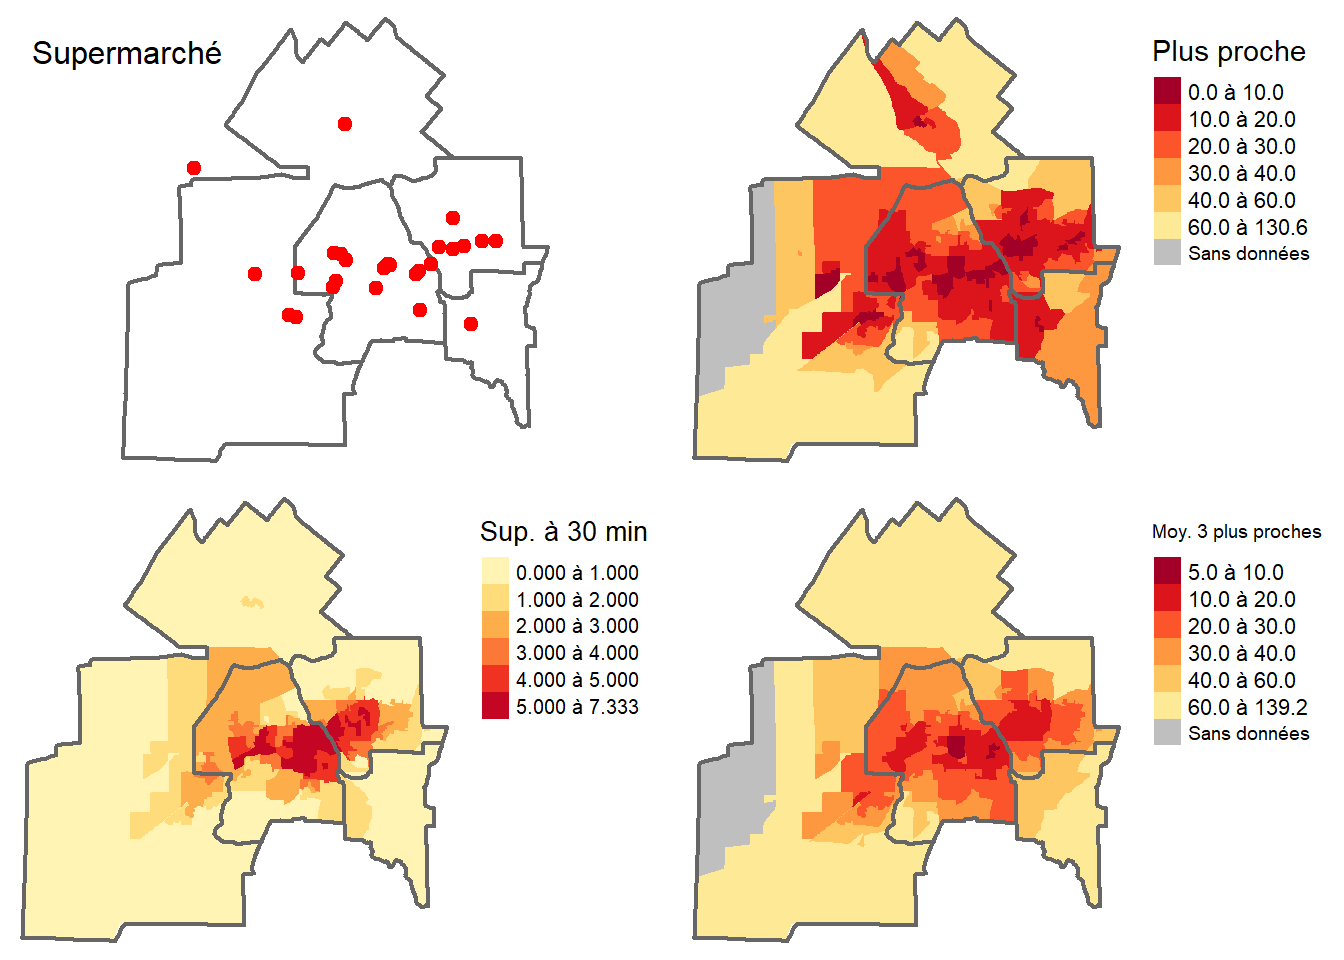 Supermarché
Plus proche
0.0 à 10.0
10.0 à 20.0
20.0 à 30.0
30.0 à 40.0
40.0 à 60.0
60.0 à 130.6
Sans données
Sup. à 30 min
0.000 à 1.000
1.000 à 2.000
2.000 à 3.000
3.000 à 4.000
4.000 à 5.000
5.000 à 7.333
Moy. 3 plus proches
5.0 à 10.0
10.0 à 20.0
20.0 à 30.0
30.0 à 40.0
40.0 à 60.0
60.0 à 139.2
Sans données